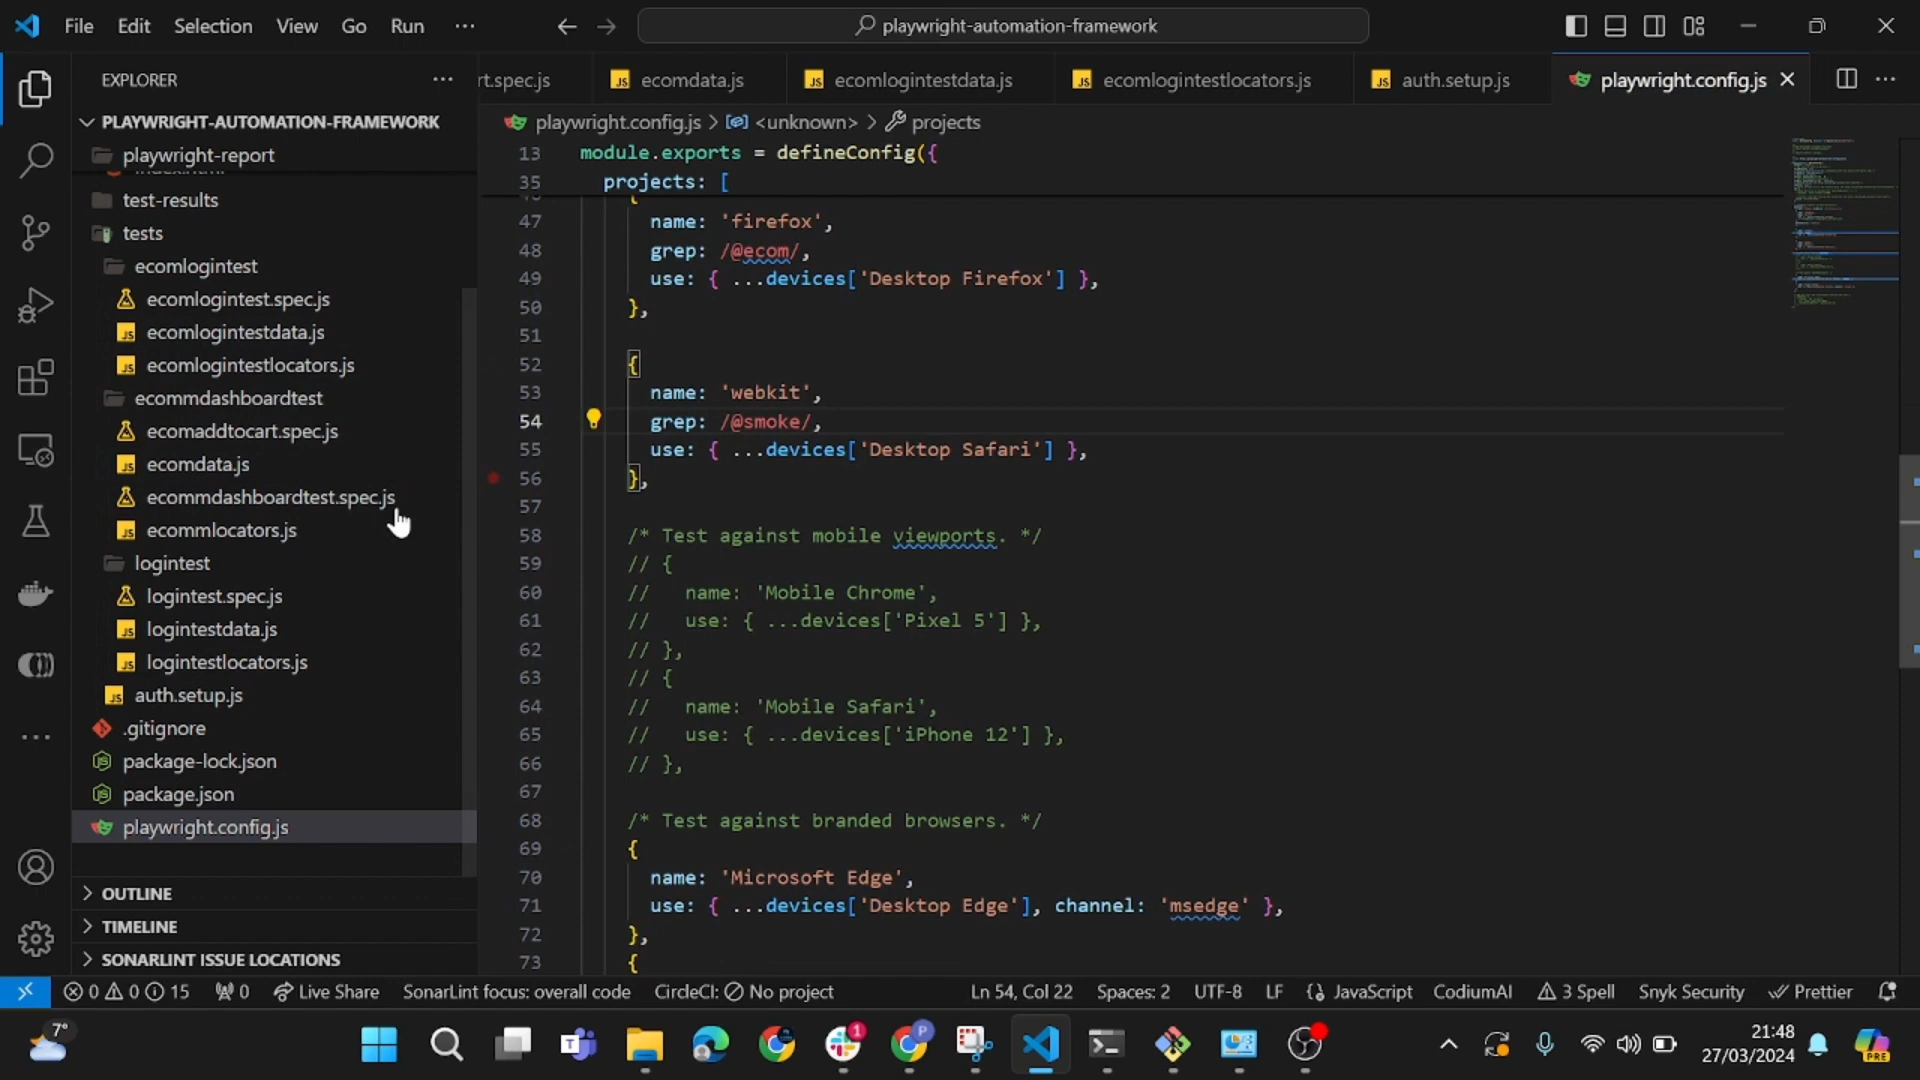 File Edit Selection View Go Run ···
playwright-automation-framework
EXPLORER
PLAYWRIGHT-AUTOMATION-FRAMEWORK
playwright-report
test-results
tests
ecomlogintest
ecomlogintest.spec.js
ecomlogintestdata.js
ecomlogintestlocators.js
ecommdashboardtest
ecomaddtocart.spec.js
ecomdata.js
ecommdashboardtest.spec.js
ecommlocators.js
logintest
logintest.spec.js
logintestdata.js
logintestlocators.js
auth.setup.js
.gitignore
package-lock.json
package.json
playwright.config.js
OUTLINE
TIMELINE
SONARLINT ISSUE LOCATIONS
rt.spec.js ecomdata.js ecomlogintestdata.js ecomlogintestlocators.js auth.setup.js playwright.config.js
playwright.config.js > <unknown> > projects
13 module.exports = defineConfig({
35 projects: [
47 name: 'firefox',
48 grep: /@ecom/,
49 use: { ...devices['Desktop Firefox'] },
50 },
51
52 {
53 name: 'webkit',
54 grep: /@smoke/,
55 use: { ...devices['Desktop Safari'] },
56 },
57
58 /* Test against mobile viewports. */
59 // {
60 // name: 'Mobile Chrome',
61 // use: { ...devices['Pixel 5'] },
62 // },
63 // {
64 // name: 'Mobile Safari',
65 // use: { ...devices['iPhone 12'] },
66 // },
67
68 /* Test against branded browsers. */
69 {
70 name: 'Microsoft Edge',
71 use: { ...devices['Desktop Edge'], channel: 'msedge' },
72 },
73 {
0 0 15 0 Live Share SonarLint focus: overall code CircleCI: No project Ln 54, Col 22 Spaces: 2 UTF-8 LF JavaScript CodiumAI 3 Spell Snyk Security Prettier
7° 1 P 21:48
27/03/2024 PRE